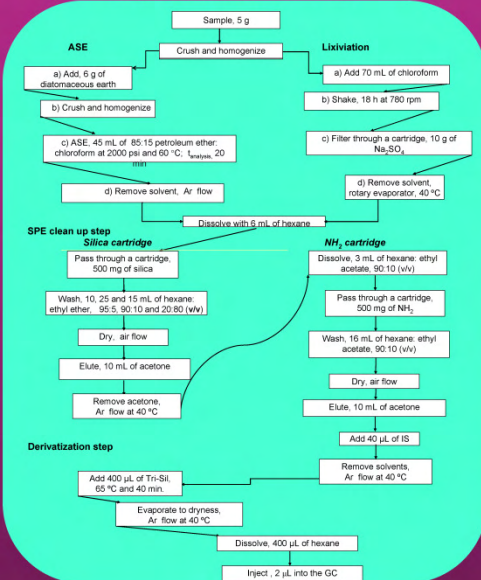 Sample, 5 g
Crush and homogenize
ASE
a) Add, 6 g of
diatomaceous earth
b) Crush and homogenize
c) ASE, 45 mL of 85:15 petroleum ether:
chloroform at 2000 psi and 60 °C; tanalysis, 20
min
d) Remove solvent, Ar flow
Lixiviation
a) Add 70 mL of chloroform
b) Shake, 18 h at 780 rpm
c) Filter through a cartridge, 10 g of
Na2SO4
d) Remove solvent,
rotary evaporator, 40 ºC
Dissolve with 6 mL of hexane
SPE clean up step
Silica cartridge
Pass through a cartridge,
500 mg of silica
Wash, 10, 25 and 15 mL of hexane:
ethyl ether, 95:5, 90:10 and 20:80 (v/v)
Dry, air flow
Elute, 10 mL of acetone
Remove acetone,
Ar flow at 40 ºC
NH2 cartridge
Dissolve, 3 mL of hexane: ethyl
acetate, 90:10 (v/v)
Pass through a cartridge,
500 mg of NH2
Wash, 16 mL of hexane: ethyl
acetate, 90:10 (v/v)
Dry, air flow
Elute, 10 mL of acetone
Add 40 µL of IS
Remove solvents,
Ar flow at 40 ºC
Derivatization step
Add 400 µL of Tri-Sil,
65 ºC and 40 min.
Evaporate to dryness,
Ar flow at 40 ºC
Dissolve, 400 µL of hexane
Inject , 2 µL into the GC